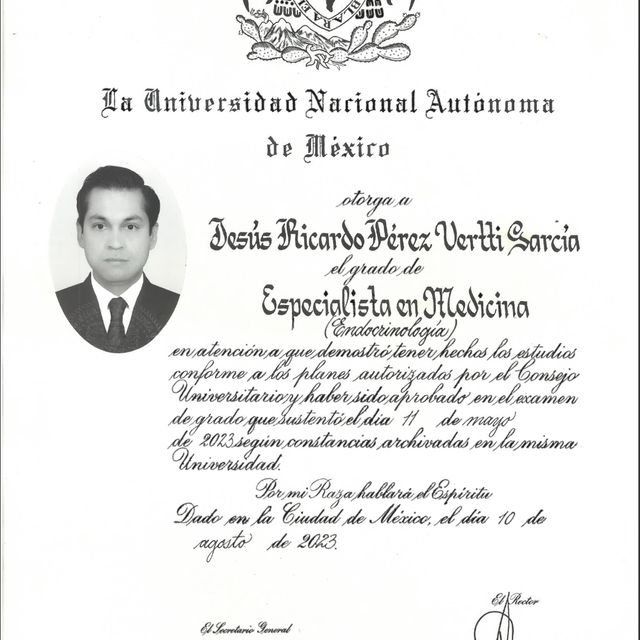 La Universidad Nacional Autónoma
de México
otorga a
Jesús Ricardo Pérez Vertti García
el grado de
Especialista en Medicina
(Endocrinología)
en atención a que demostró tener hechos los estudios
conforme a los planes autorizados por el Consejo
Universitario y haber sido aprobado en el examen
de grado que sustentó el día 11 de mayo
de 2023 según constancias archivadas en la misma
Universidad.
Por mi Raza hablará el Espíritu
Dado en la Ciudad de México, el día 10 de
agosto de 2023.
El Rector
El Secretario General